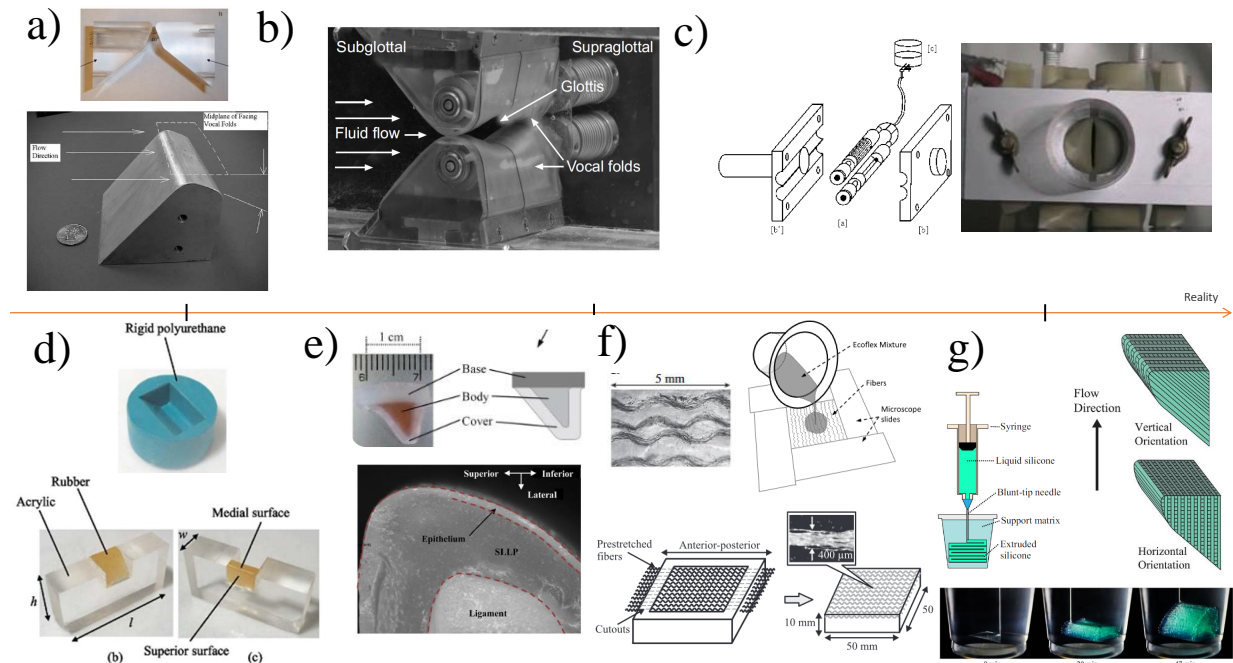 a)
Midplane of Facing
Vocal Folds
Flow
Direction
b)
Subglottal
Supraglottal
Glottis
Fluid flow
Vocal folds
c)
[c]
[b']
[a]
[b]
Reality
d)
Rigid polyurethane
Rubber
Acrylic
Medial surface
w
h
l
(b)
(c)
Superior surface
e)
1 cm
6
7
Base
Body
Cover
Superior
Inferior
Lateral
Epithelium
SLLP
Ligament
f)
5 mm
Ecoflex Mixture
Fibers
Microscope
slides
Prestretched
fibers
Anterior-posterior
Cutouts
400 µm
10 mm
50 mm
50
g)
Syringe
Liquid silicone
Blunt-tip needle
Support matrix
Extruded
silicone
Flow
Direction
Vertical
Orientation
Horizontal
Orientation